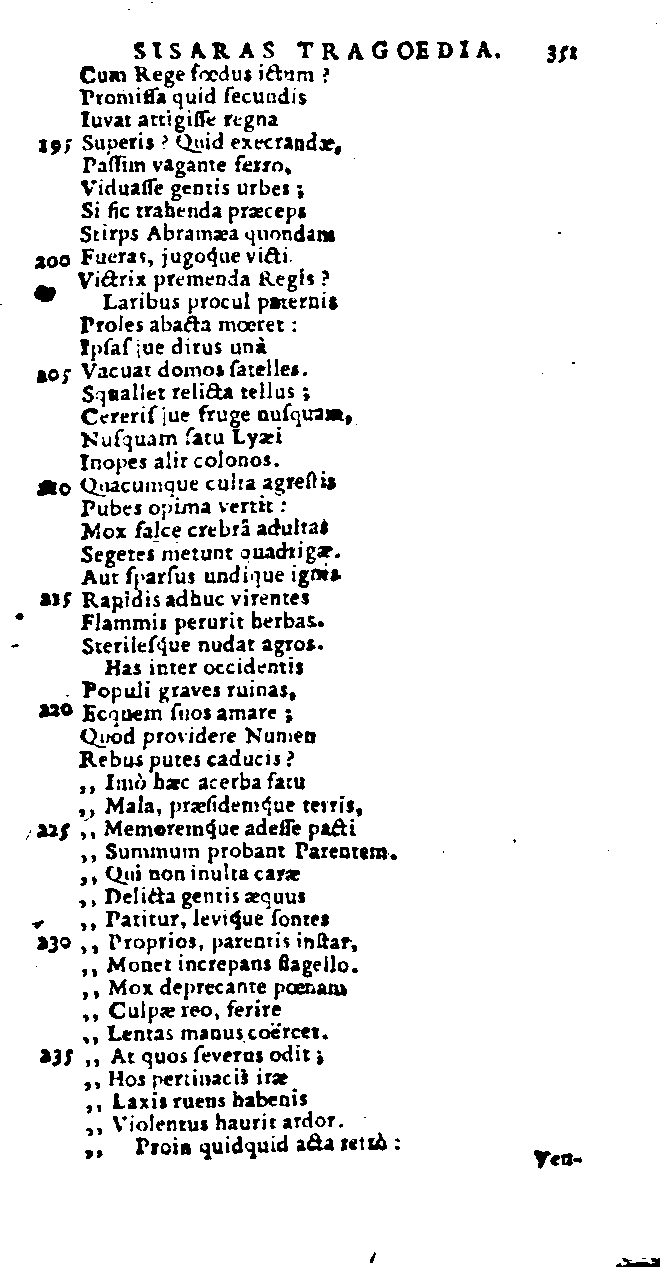 SISARAS TRAGOEDIA. 351
Cum Rege fœdus ictum ?
Promiſſa quid ſecundis
Iuvat attigiſſe regna
195 Superis ? Quid execrandæ,
Paſſim vagante ferro,
Viduaſſe gentis urbes ;
Si ſic trahenda præceps
Stirps Abramæa quondam
200 Fueras, jugoque victi
Victrix premenda Regis ?
Laribus procul paternis
Proles abacta mœret :
Ipſaſque dirus unà
205 Vacuat domos ſatelles.
Squallet relicta tellus ;
Cereriſque fruge nuſquam,
Nuſquam ſatu Lyæi
Inopes alit colonos.
210 Quacumque culta agreſtis
Pubes opima vertit :
Mox falce crebrâ adultas
Segetes metunt quadrigæ.
Aut ſparſus undique ignis
215 Rapidis adhuc virentes
Flammis perurit herbas.
Sterileſque nudat agros.
Has inter occidentis
Populi graves ruinas,
220 Ecquem ſuos amare ;
Quod providere Numen
Rebus putes caducis ?
,, Imò hæc acerba fatu
,, Mala, præſidemque terris,
225 ,, Memoremque adeſſe pacti
,, Summum probant Parentem.
,, Qui non inulta caræ
,, Delicta gentis æquus
,, Patitur, levique ſontes
230 ,, Proprios, parentis inſtar,
,, Monet increpans flagello.
,, Mox deprecante pœnam
,, Culpæ reo, ferire
,, Lentas manus coërcet.
235 ,, At quos ſeverus odit ;
,, Hos pertinacis iræ
,, Laxis ruens habenis
,, Violentus haurit ardor.
,, Proin quidquid acta retrò :
Ven-